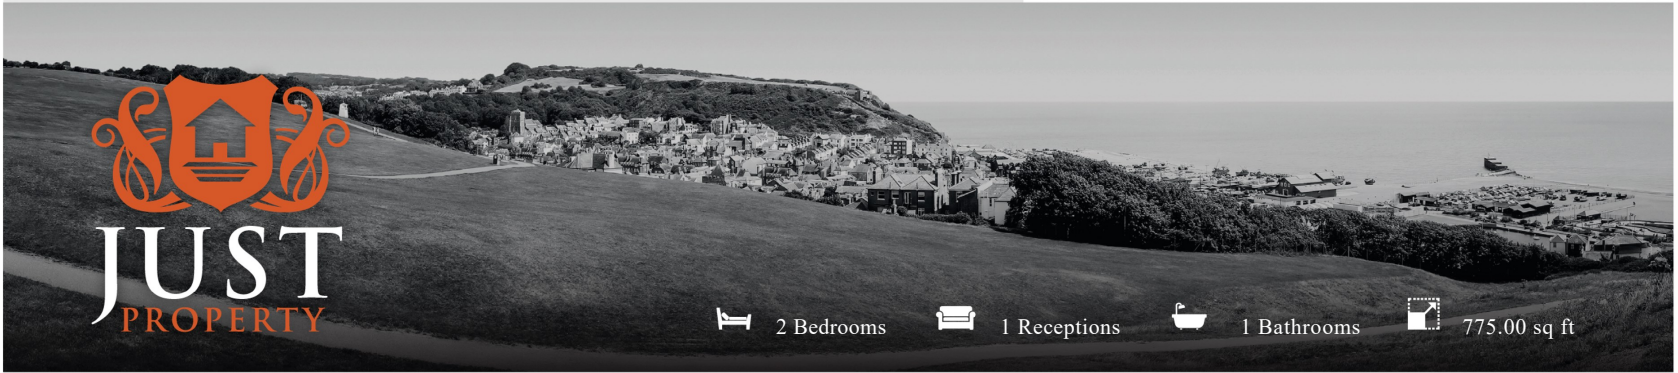 JUST
PROPERTY
2 Bedrooms
1 Receptions
1 Bathrooms
775.00 sq ft